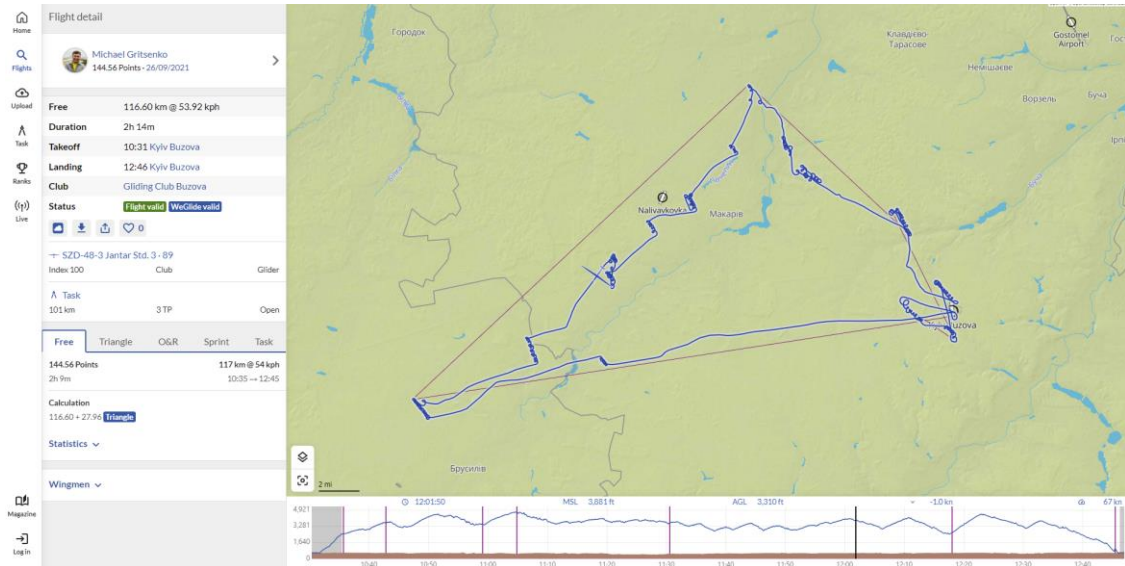 Home
Flights
Upload
Task
Ranks
Live
Magazine
Log in
Flight detail
Michael Gritsenko
144.56 Points - 26/09/2021
Free 116.60 km @ 53.92 kph
Duration 2h 14m
Takeoff 10:31 Kyiv Buzova
Landing 12:46 Kyiv Buzova
Club Gliding Club Buzova
Status Flight valid WeGlide valid
0
SZD-48-3 Jantar Std. 3 - 89
Index 100 Club Glider
Task
101 km 3 TP Open
Free Triangle O&R Sprint Task
144.56 Points 117 km @ 54 kph
2h 9m 10:35 → 12:45
Calculation
116.60 + 27.96 Triangle
Statistics
Wingmen
Городок
Клавдієво-
Тарасове
Gostomel
Airport
Гос
Немішаєве
Ворзель
Буча
Ірп
Nalivaykovka
Макарів
Buzova
Брусилів
2 mi
12:01:50 MSL 3,881 ft AGL 3,310 ft -1.0 km 67 km
4,921
3,281
1,640
0
10:40 10:50 11:00 11:10 11:20 11:30 11:40 11:50 12:00 12:10 12:20 12:30 12:40